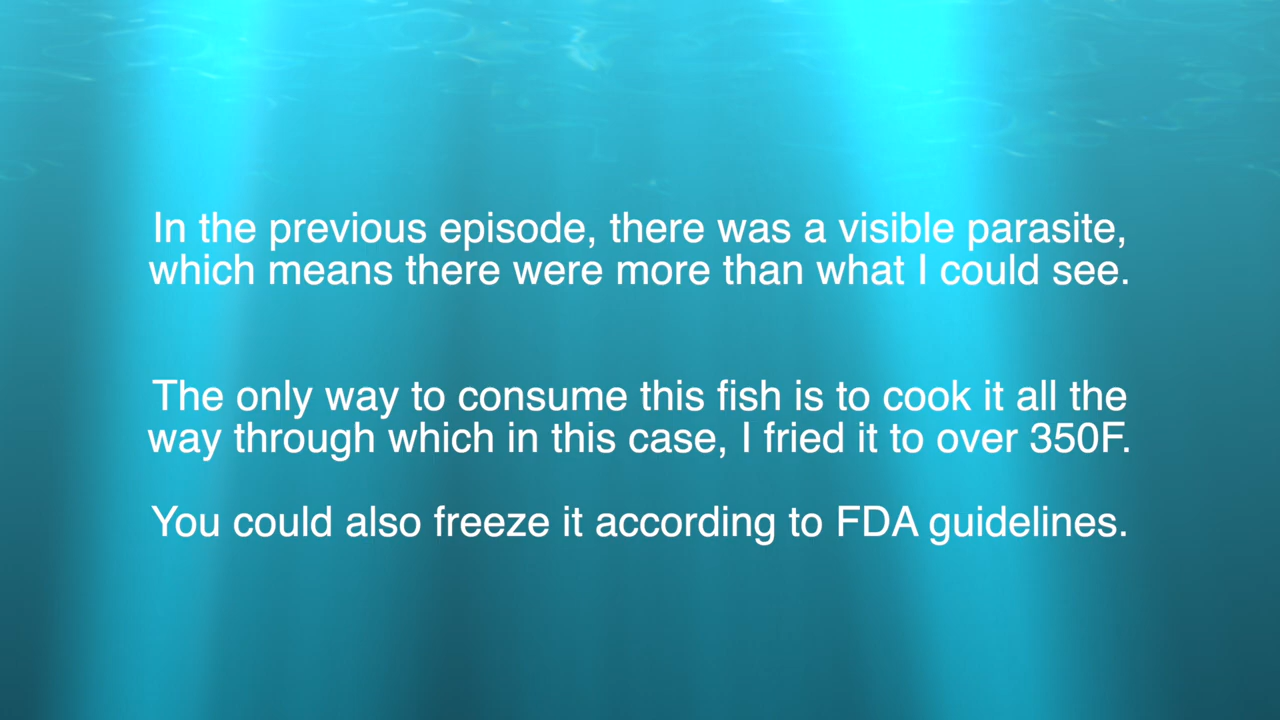 In the previous episode, there was a visible parasite,
which means there were more than what I could see.
The only way to consume this fish is to cook it all the
way through which in this case, I fried it to over 350F.
You could also freeze it according to FDA guidelines.